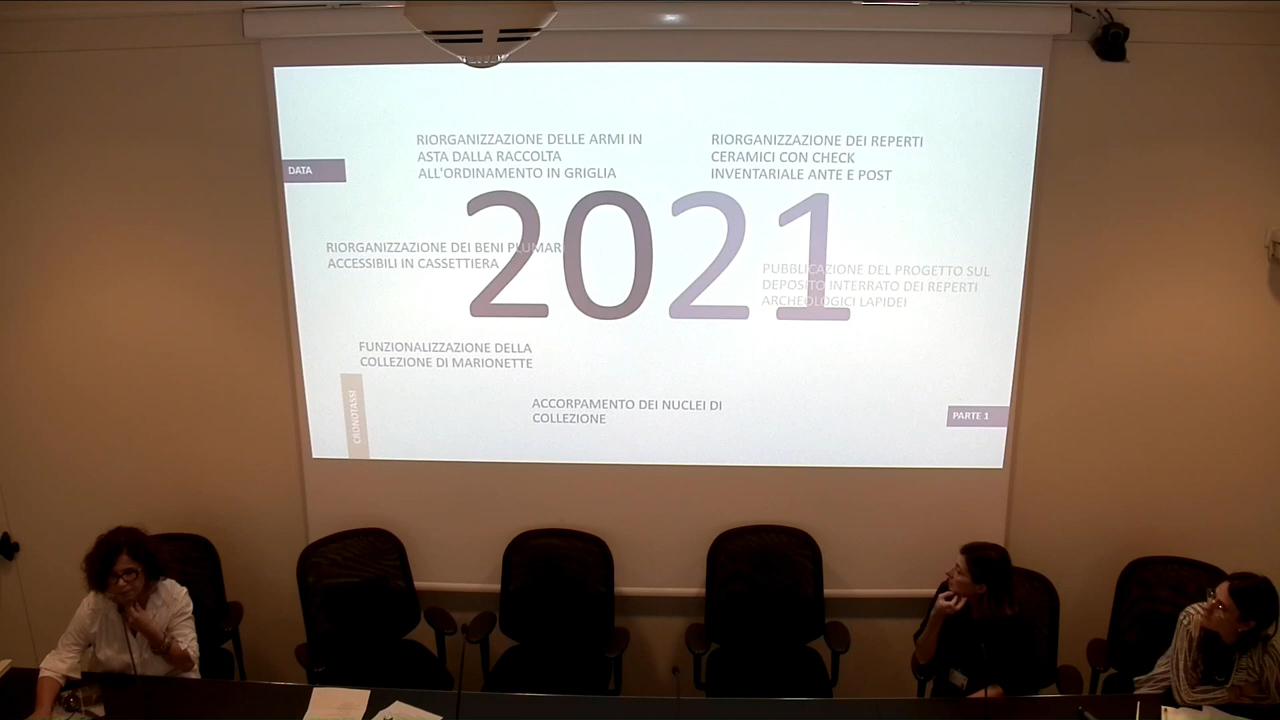 RIORGANIZZAZIONE DELLE ARMI IN
ASTA DALLA RACCOLTA
ALL'ORDINAMENTO IN GRIGLIA
RIORGANIZZAZIONE DEI REPERTI
CERAMICI CON CHECK
INVENTARIALE ANTE E POST
DATA
2021
RIORGANIZZAZIONE DEI BENI PLUMARI
ACCESSIBILI IN CASSETTIERA
PUBBLICAZIONE DEL PROGETTO SUL
DEPOSITO INTERRATO DEI REPERTI
ARCHEOLOGICI LAPIDEI
FUNZIONALIZZAZIONE DELLA
COLLEZIONE DI MARIONETTE
CRONOTASSI
ACCORPAMENTO DEI NUCLEI DI
COLLEZIONE
PARTE 1